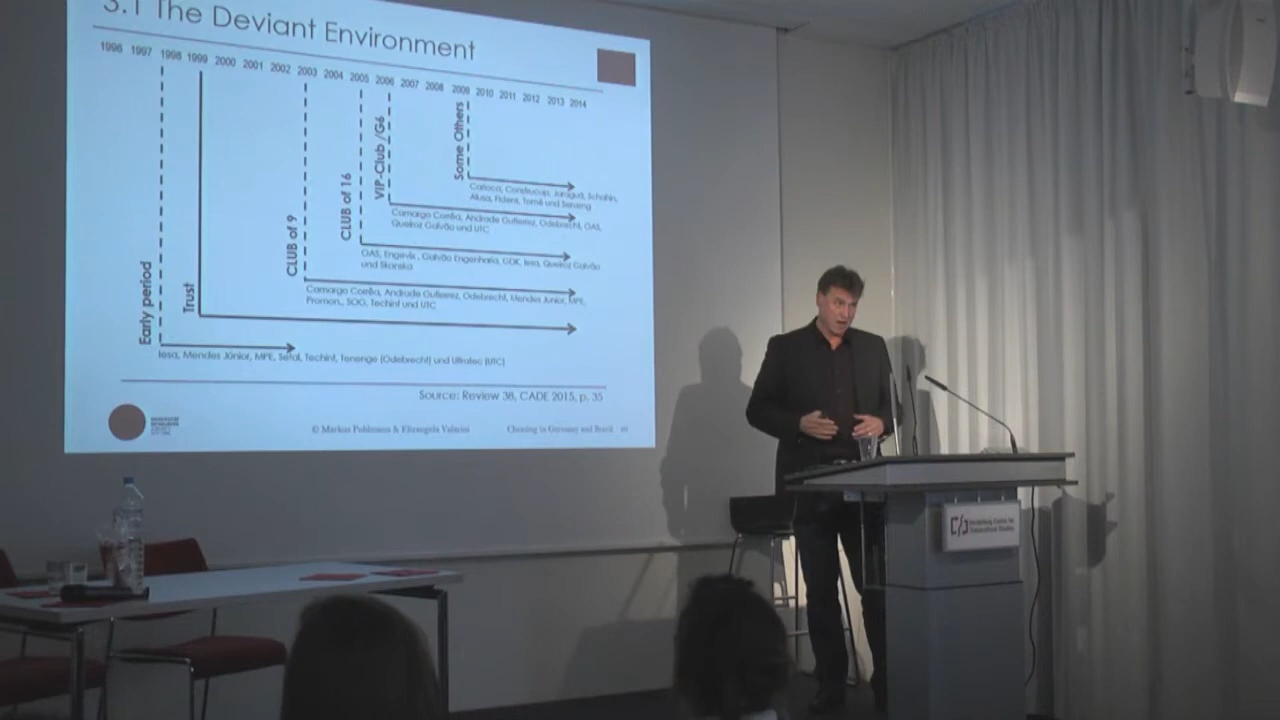 3.1 The Deviant Environment
1996 1997 1998 1999 2000 2001 2002 2003 2004 2005 2006 2007 2008 2009 2010 2011 2012 2013 2014
Some Others
Carioca, Construcap, Jaraguá, Schahin,
Alusa, Fidens, Tomé und Serveng
VIP-Club /G6
Camargo Corrêa, Andrade Gutierrez, Odebrecht, OAS,
Queiroz Galvão und UTC
CLUB of 16
OAS, Engevix, Galvão Engenharia, GDK, Iesa, Queiroz Galvão
und Skanska
CLUB of 9
Camargo Corrêa, Andrade Gutierrez, Odebrecht, Mendes Junior, MPE,
Promon, SOG, Techint und UTC
Trust
Early period
Iesa, Mendes Júnior, MPE, Setal, Techint, Tenenge (Odebrecht) und Ultratec (UTC)
Source: Review 38, CADE 2015, p. 35
© Markus Pohlmann & Elizangela Valarini
Cheating in Germany and Brazil
Heidelberg Centre for
Transcultural Studies